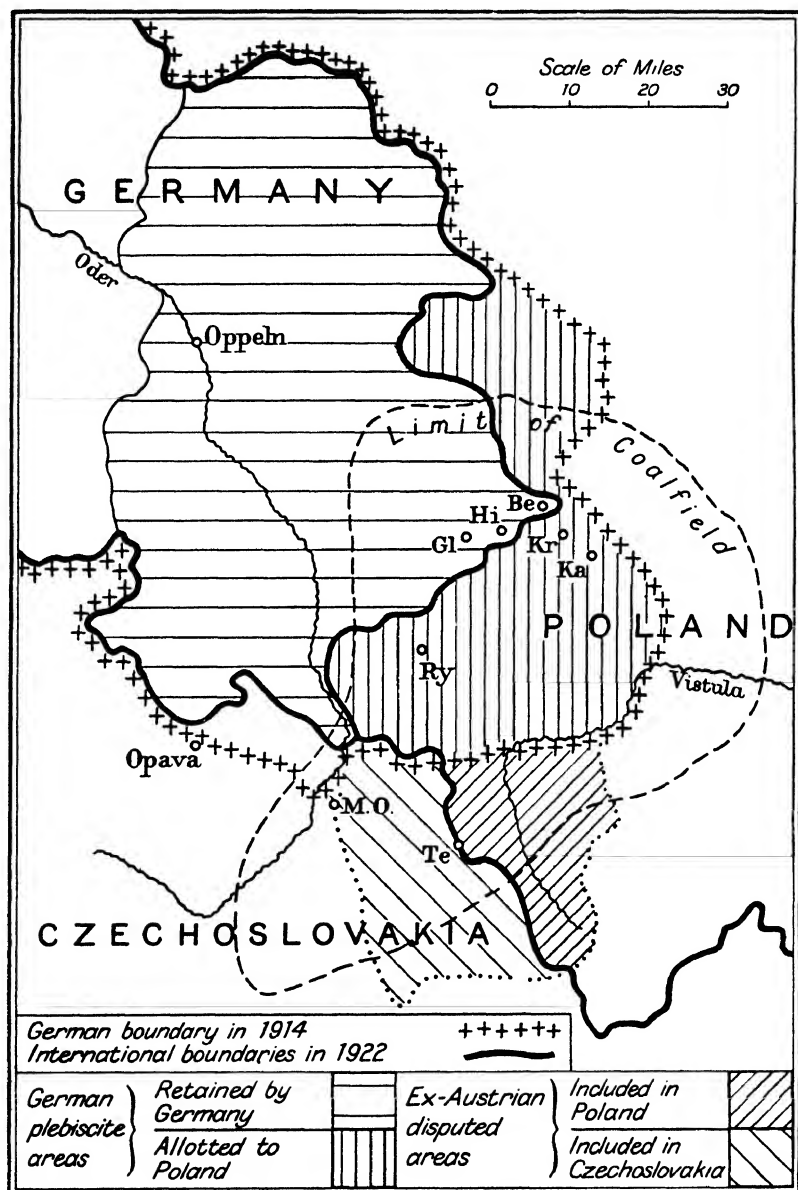 Scale of Miles
0 10 20 30
GERMANY
Oder
Oppeln
Limit of Coalfield
Be
Hi
Gl
Kr
Ka
POLAND
Ry
Vistula
Opava
M.O.
Te
CZECHOSLOVAKIA
German boundary in 1914
International boundaries in 1922
German plebiscite areas
Retained by Germany
Allotted to Poland
Ex-Austrian disputed areas
Included in Poland
Included in Czechoslovakia